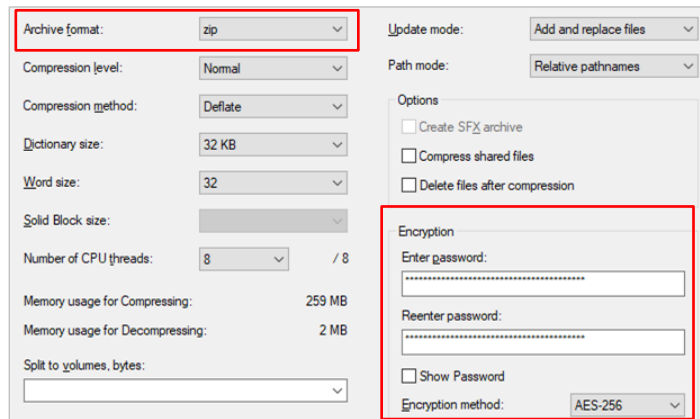 Archive format: zip
Compression level: Normal
Compression method: Deflate
Dictionary size: 32 KB
Word size: 32
Solid Block size:
Number of CPU threads: 8 / 8
Memory usage for Compressing: 259 MB
Memory usage for Decompressing: 2 MB
Split to volumes, bytes:
Update mode: Add and replace files
Path mode: Relative pathnames
Options
Create SFX archive
Compress shared files
Delete files after compression
Encryption
Enter password:
*******************************************
Reenter password:
*******************************************
Show Password
Encryption method: AES-256